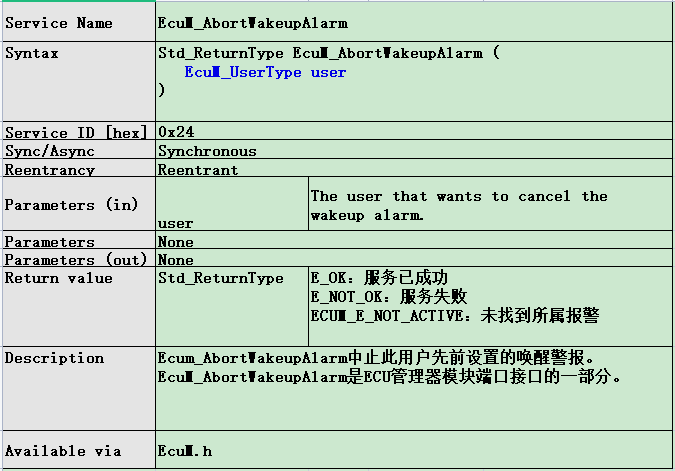 Service Name EcuM_AbortWakeupAlarm
Syntax Std_ReturnType EcuM_AbortWakeupAlarm (
EcuM_UserType user
)
Service ID [hex] 0x24
Sync/Async Synchronous
Reentrancy Reentrant
Parameters (in) user The user that wants to cancel the
wakeup alarm.
Parameters None
Parameters (out) None
Return value Std_ReturnType E_OK：服务已成功
E_NOT_OK：服务失败
ECUM_E_NOT_ACTIVE：未找到所属报警
Description Ecum_AbortWakeupAlarm中止此用户先前设置的唤醒警报。
EcuM_AbortWakeupAlarm是ECU管理器模块端口接口的一部分。
Available via EcuM.h